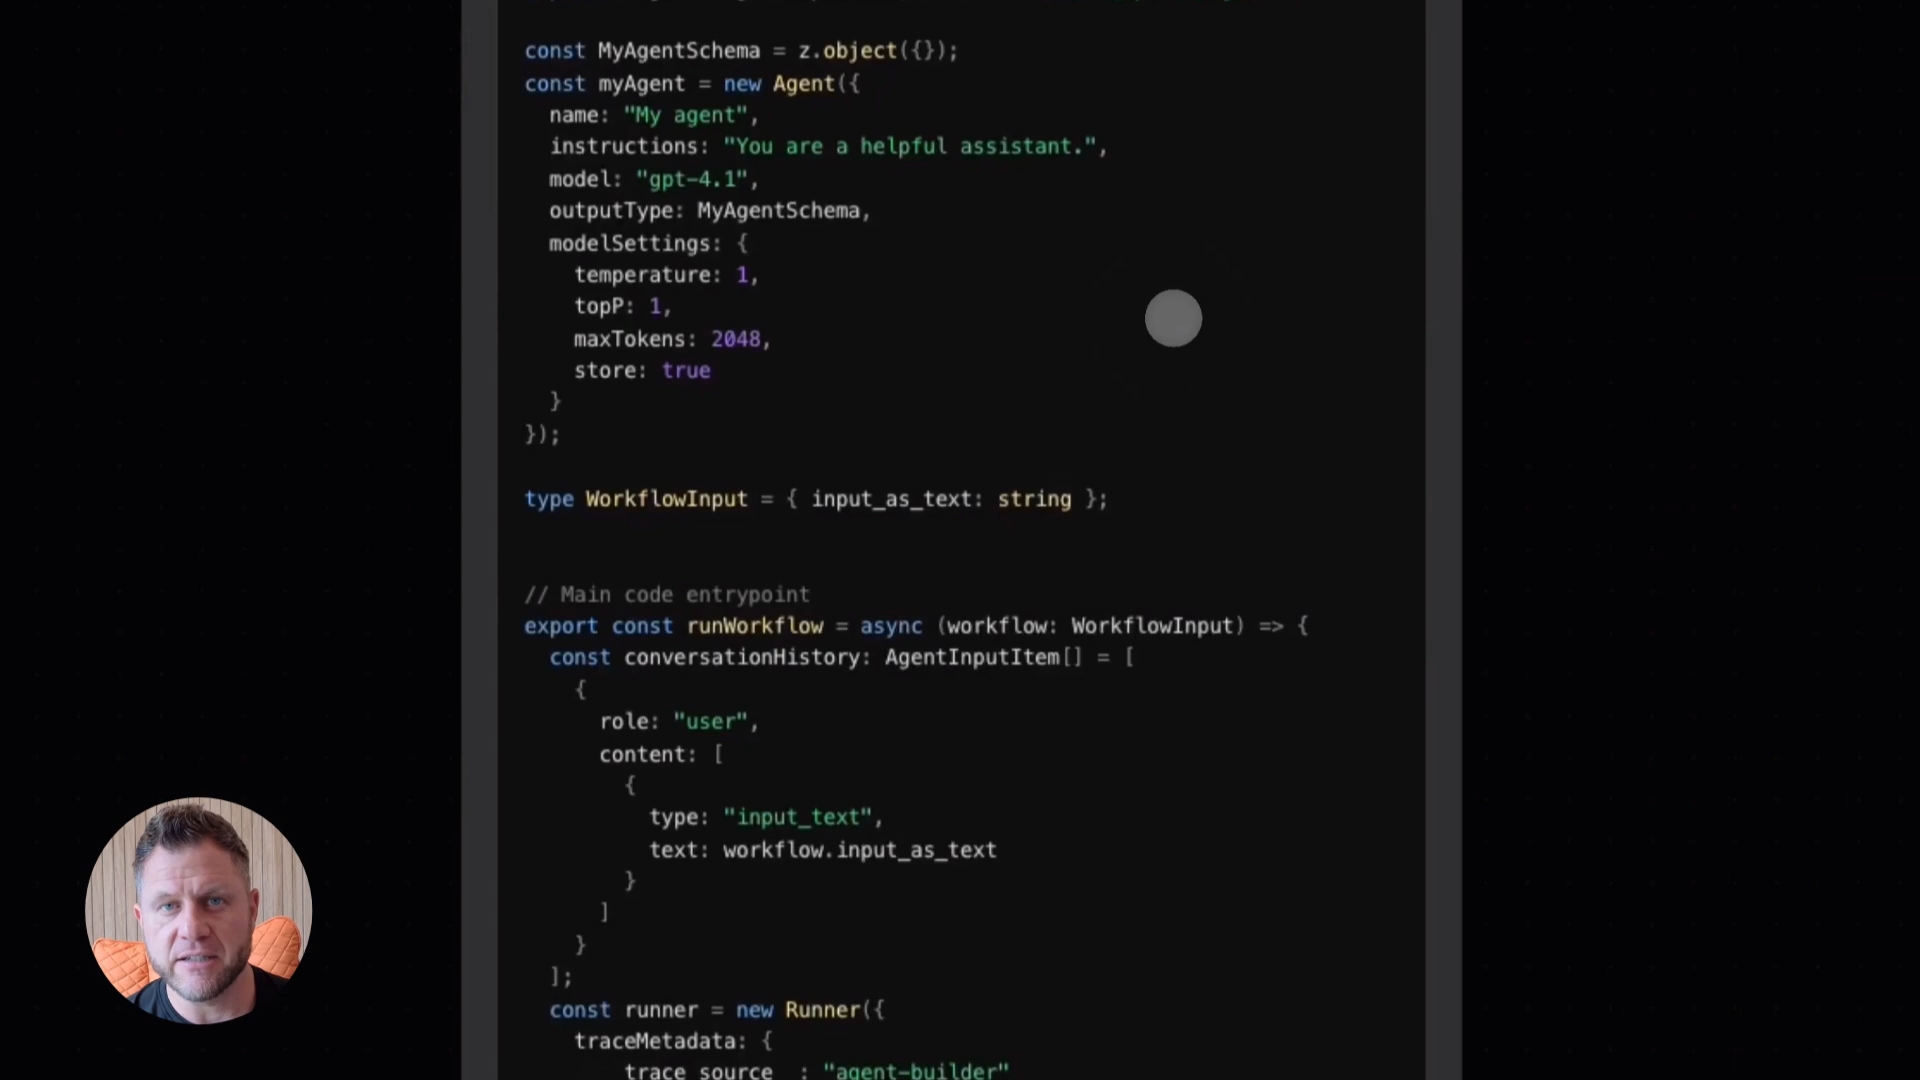 const MyAgentSchema = z.object({});
const myAgent = new Agent({
name: "My agent",
instructions: "You are a helpful assistant.",
model: "gpt-4.1",
outputType: MyAgentSchema,
modelSettings: {
temperature: 1,
topP: 1,
maxTokens: 2048,
store: true
}
});
type WorkflowInput = { input_as_text: string };
// Main code entrypoint
export const runWorkflow = async (workflow: WorkflowInput) => {
const conversationHistory: AgentInputItem[] = [
{
role: "user",
content: [
{
type: "input_text",
text: workflow.input_as_text
}
]
}
];
const runner = new Runner({
traceMetadata: {
trace_source__: "agent-builder"